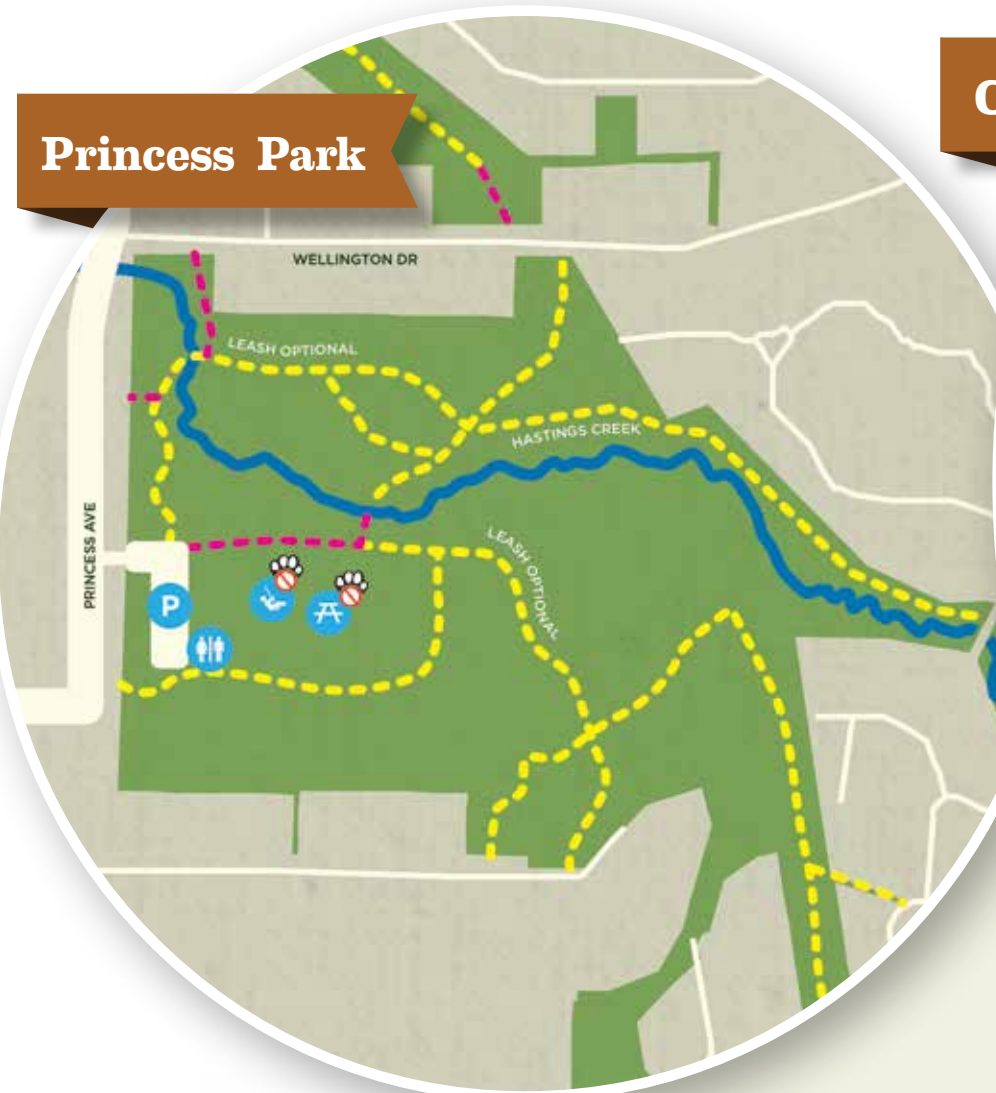 Princess Park
WELLINGTON DR
LEASH OPTIONAL
HASTINGS CREEK
PRINCESS AVE
LEASH OPTIONAL
P